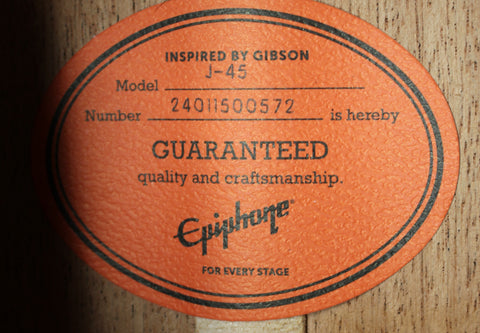 INSPIRED BY GIBSON
Model J-45
Number 24011500572 is hereby
GUARANTEED
quality and craftsmanship.
Epiphone
FOR EVERY STAGE